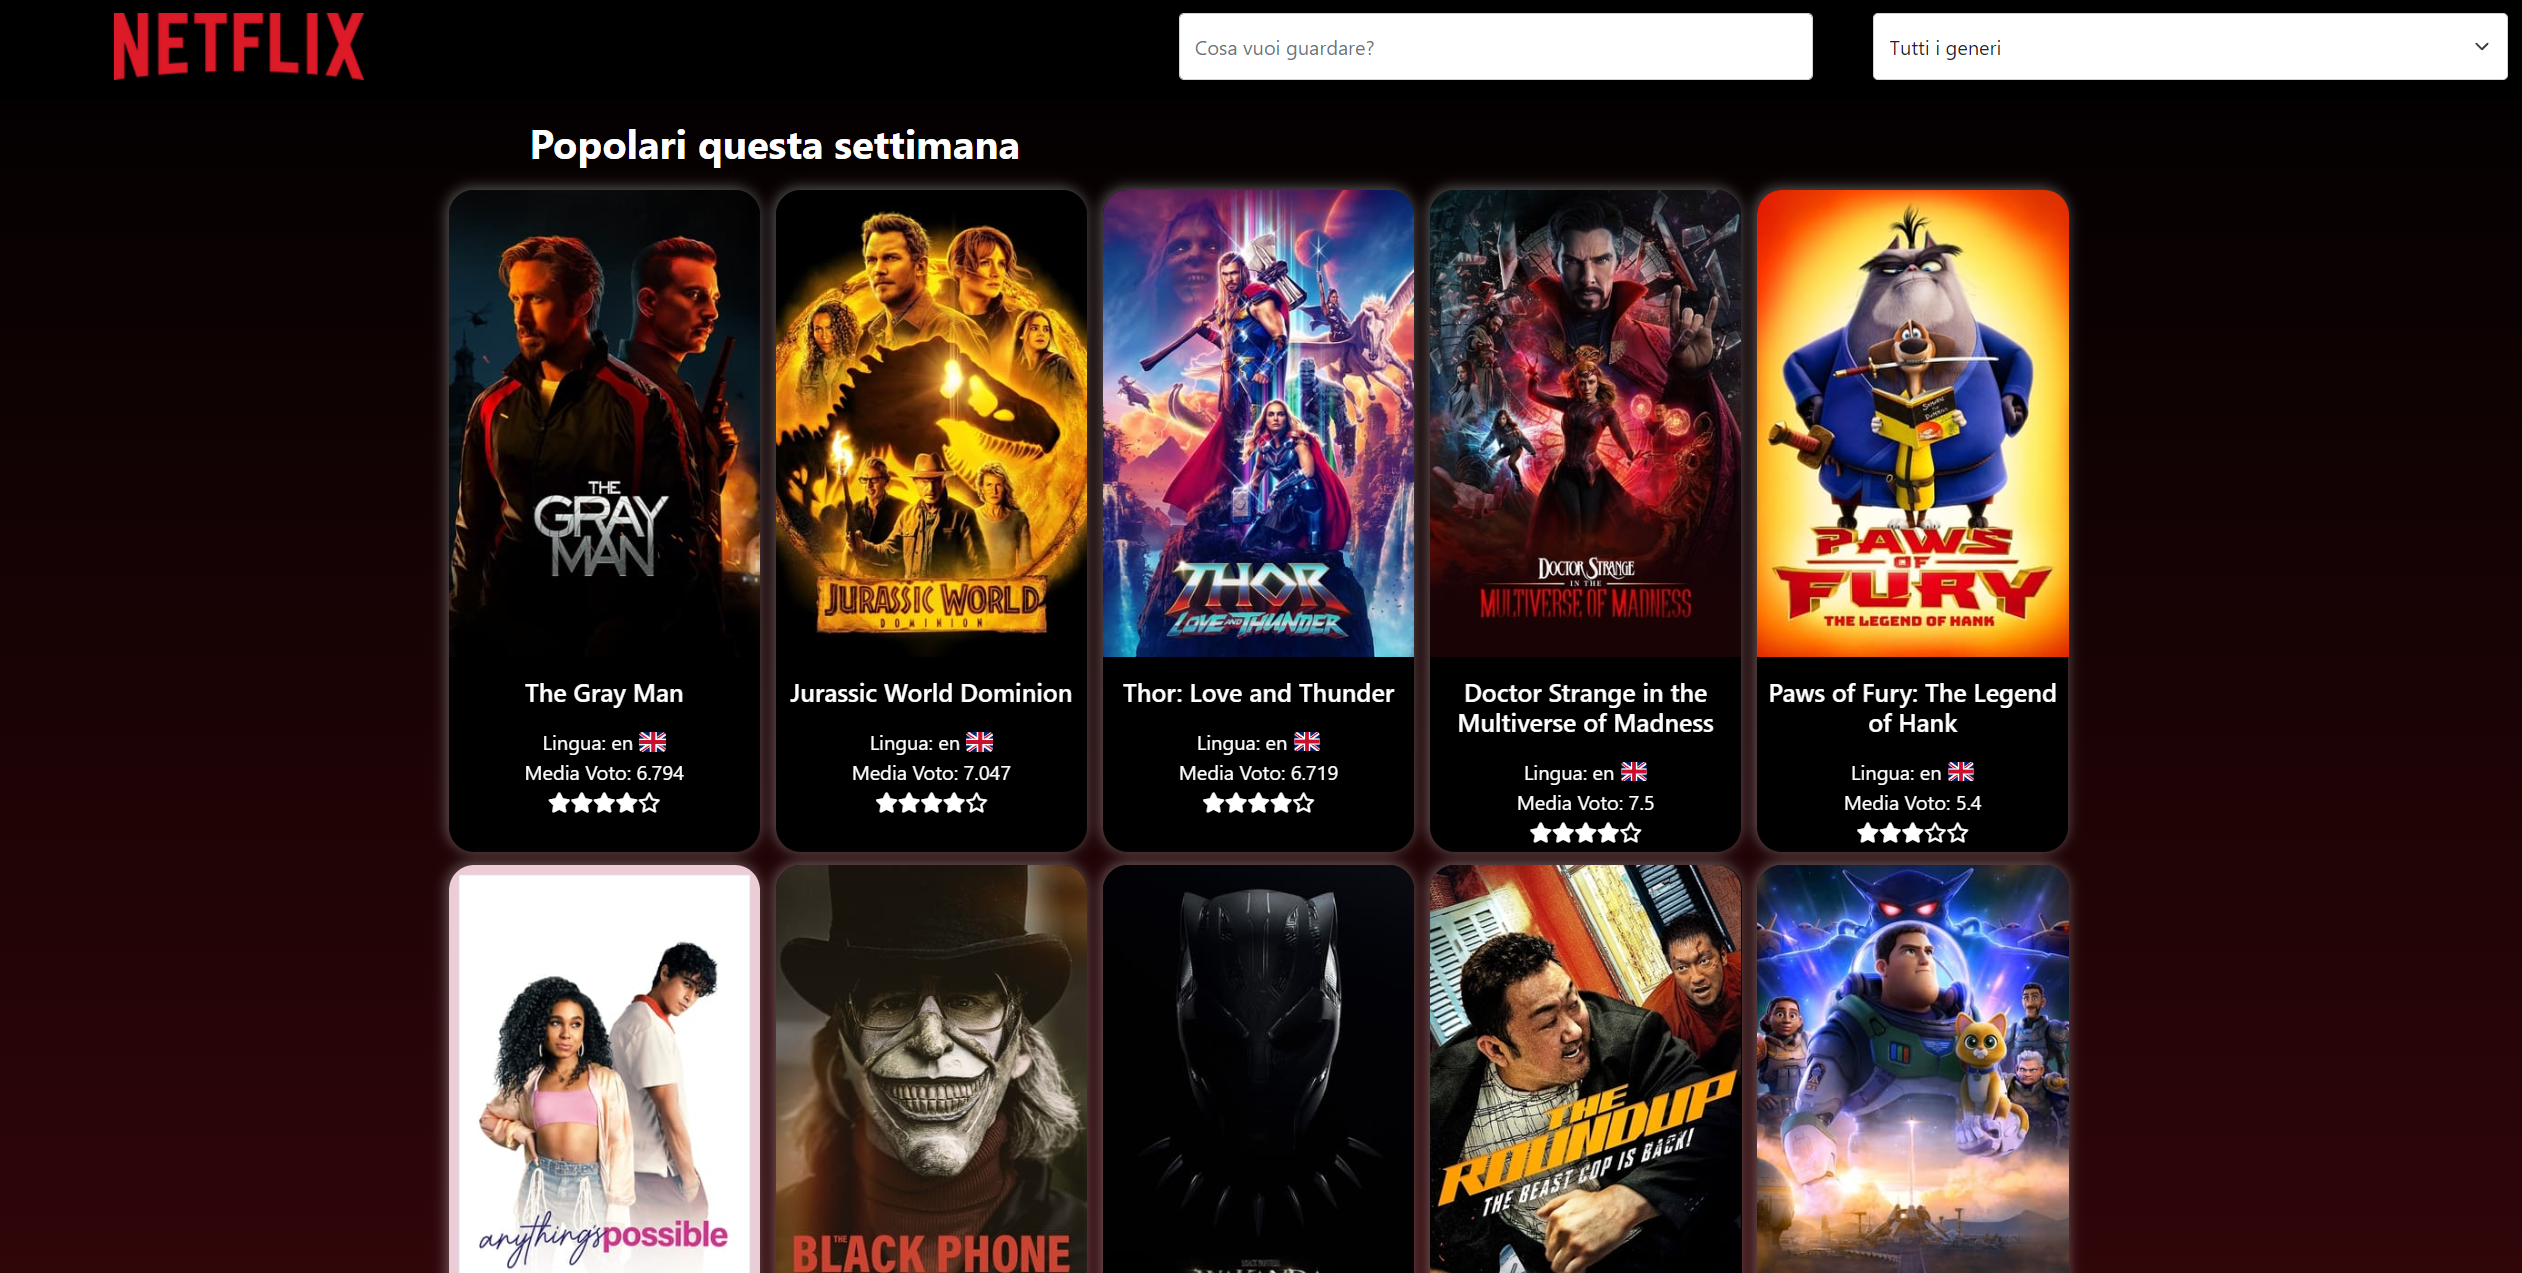 NETFLIX
Cosa vuoi guardare?
Tutti i generi
Popolari questa settimana
THE
GRAY
MAN
JURASSIC WORLD
DOMINION
THOR
LOVE AND THUNDER
DOCTOR STRANGE
IN THE
MULTIVERSE OF MADNESS
PAWS
OF
FURY
THE LEGEND OF HANK
The Gray Man
Lingua: en
Media Voto: 6.794
Jurassic World Dominion
Lingua: en
Media Voto: 7.047
Thor: Love and Thunder
Lingua: en
Media Voto: 6.719
Doctor Strange in the
Multiverse of Madness
Lingua: en
Media Voto: 7.5
Paws of Fury: The Legend
of Hank
Lingua: en
Media Voto: 5.4
anything's possible
THE
BLACK PHONE
THE
ROUNDUP
THE BEAST COP IS BACK!